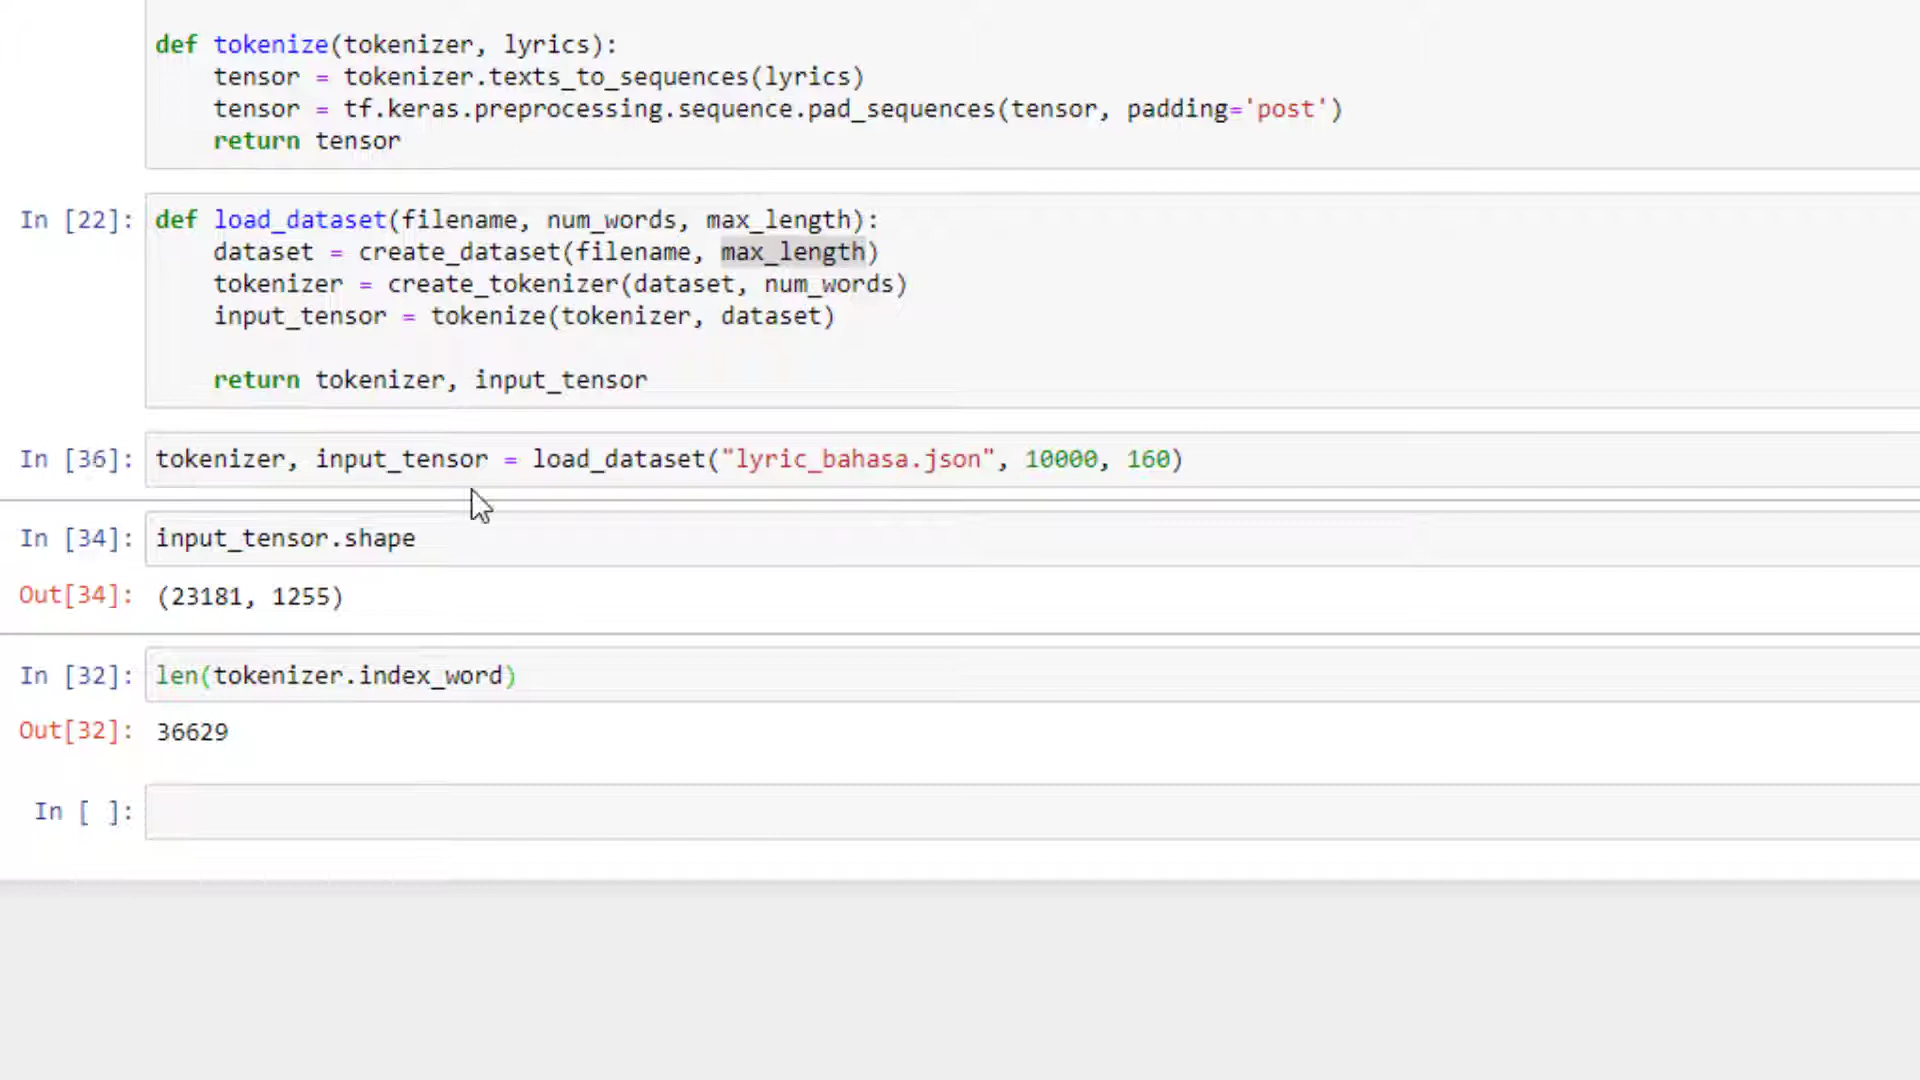 def tokenize(tokenizer, lyrics):
    tensor = tokenizer.texts_to_sequences(lyrics)
    tensor = tf.keras.preprocessing.sequence.pad_sequences(tensor, padding='post')
    return tensor
In [22]: def load_dataset(filename, num_words, max_length):
    dataset = create_dataset(filename, max_length)
    tokenizer = create_tokenizer(dataset, num_words)
    input_tensor = tokenize(tokenizer, dataset)
    return tokenizer, input_tensor
In [36]: tokenizer, input_tensor = load_dataset("lyric_bahasa.json", 10000, 160)
In [34]: input_tensor.shape
Out[34]: (23181, 1255)
In [32]: len(tokenizer.index_word)
Out[32]: 36629
In [ ]: